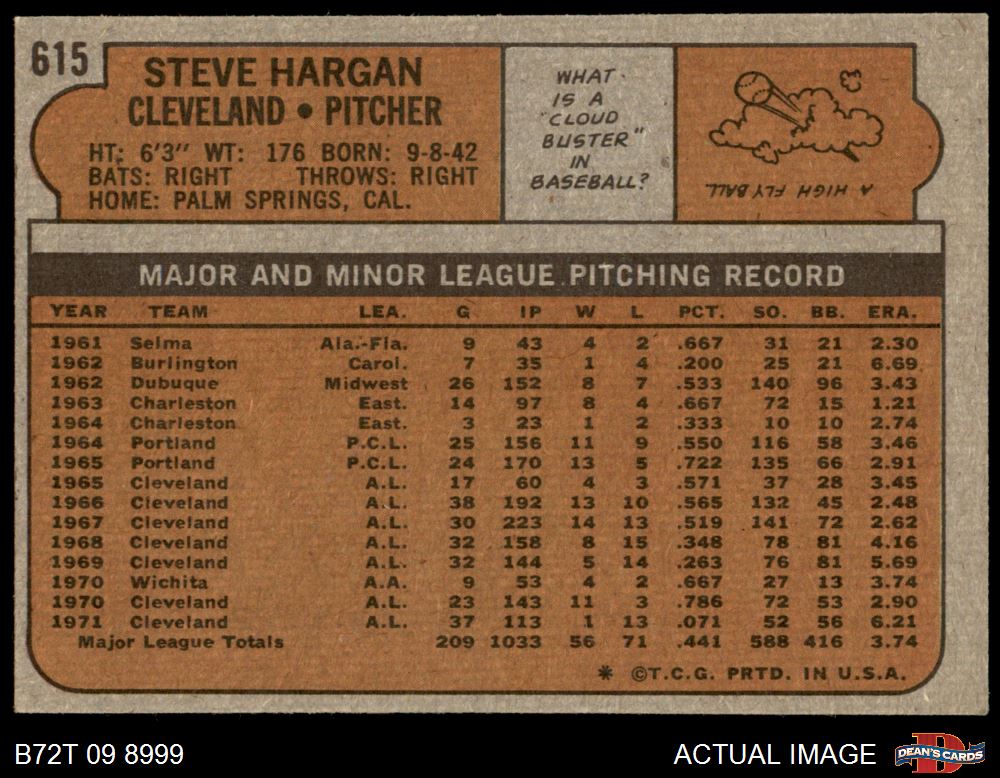 615
STEVE HARGAN
CLEVELAND • PITCHER
HT: 6'3" WT: 176 BORN: 9-8-42
BATS: RIGHT THROWS: RIGHT
HOME: PALM SPRINGS, CAL.
WHAT
IS A
"CLOUD
BUSTER"
IN
BASEBALL?
A HIGH FLY BALL
MAJOR AND MINOR LEAGUE PITCHING RECORD
YEAR TEAM LEA. G IP W L PCT. SO. BB. ERA.
1961 Selma Ala.-Fla. 9 43 4 2 .667 31 21 2.30
1962 Burlington Carol. 7 35 1 4 .200 25 21 6.69
1962 Dubuque Midwest 26 152 8 7 .533 140 96 3.43
1963 Charleston East. 14 97 8 4 .667 72 15 1.21
1964 Charleston East. 3 23 1 2 .333 10 10 2.74
1964 Portland P.C.L. 25 156 11 9 .550 116 58 3.46
1965 Portland P.C.L. 24 170 13 5 .722 135 66 2.91
1965 Cleveland A.L. 17 60 4 3 .571 37 28 3.45
1966 Cleveland A.L. 38 192 13 10 .565 132 45 2.48
1967 Cleveland A.L. 30 223 14 13 .519 141 72 2.62
1968 Cleveland A.L. 32 158 8 15 .348 78 81 4.16
1969 Cleveland A.L. 32 144 5 14 .263 76 81 5.69
1970 Wichita A.A. 9 53 4 2 .667 27 13 3.74
1970 Cleveland A.L. 23 143 11 3 .786 72 53 2.90
1971 Cleveland A.L. 37 113 1 13 .071 52 56 6.21
Major League Totals 209 1033 56 71 .441 588 416 3.74
* ©T.C.G. PRTD. IN U.S.A.
B72T 09 8999
ACTUAL IMAGE
DEAN'S CARDS